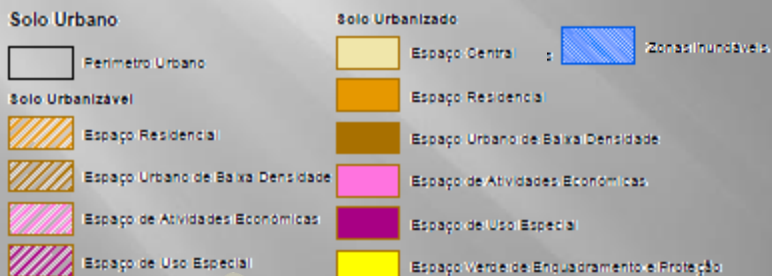 Solo Urbano
Perímetro Urbano
Solo Urbanizável
Espaço Residencial
Espaço Urbano de Baixa Densidade
Espaço de Atividades Económicas
Espaço de Uso Especial
Solo Urbanizado
Espaço Central
Espaço Residencial
Espaço Urbano de Baixa Densidade
Espaço de Atividades Económicas
Espaço de Uso Especial
Espaço Verde de Enquadramento e Proteção
s
Zonas Inundáveis